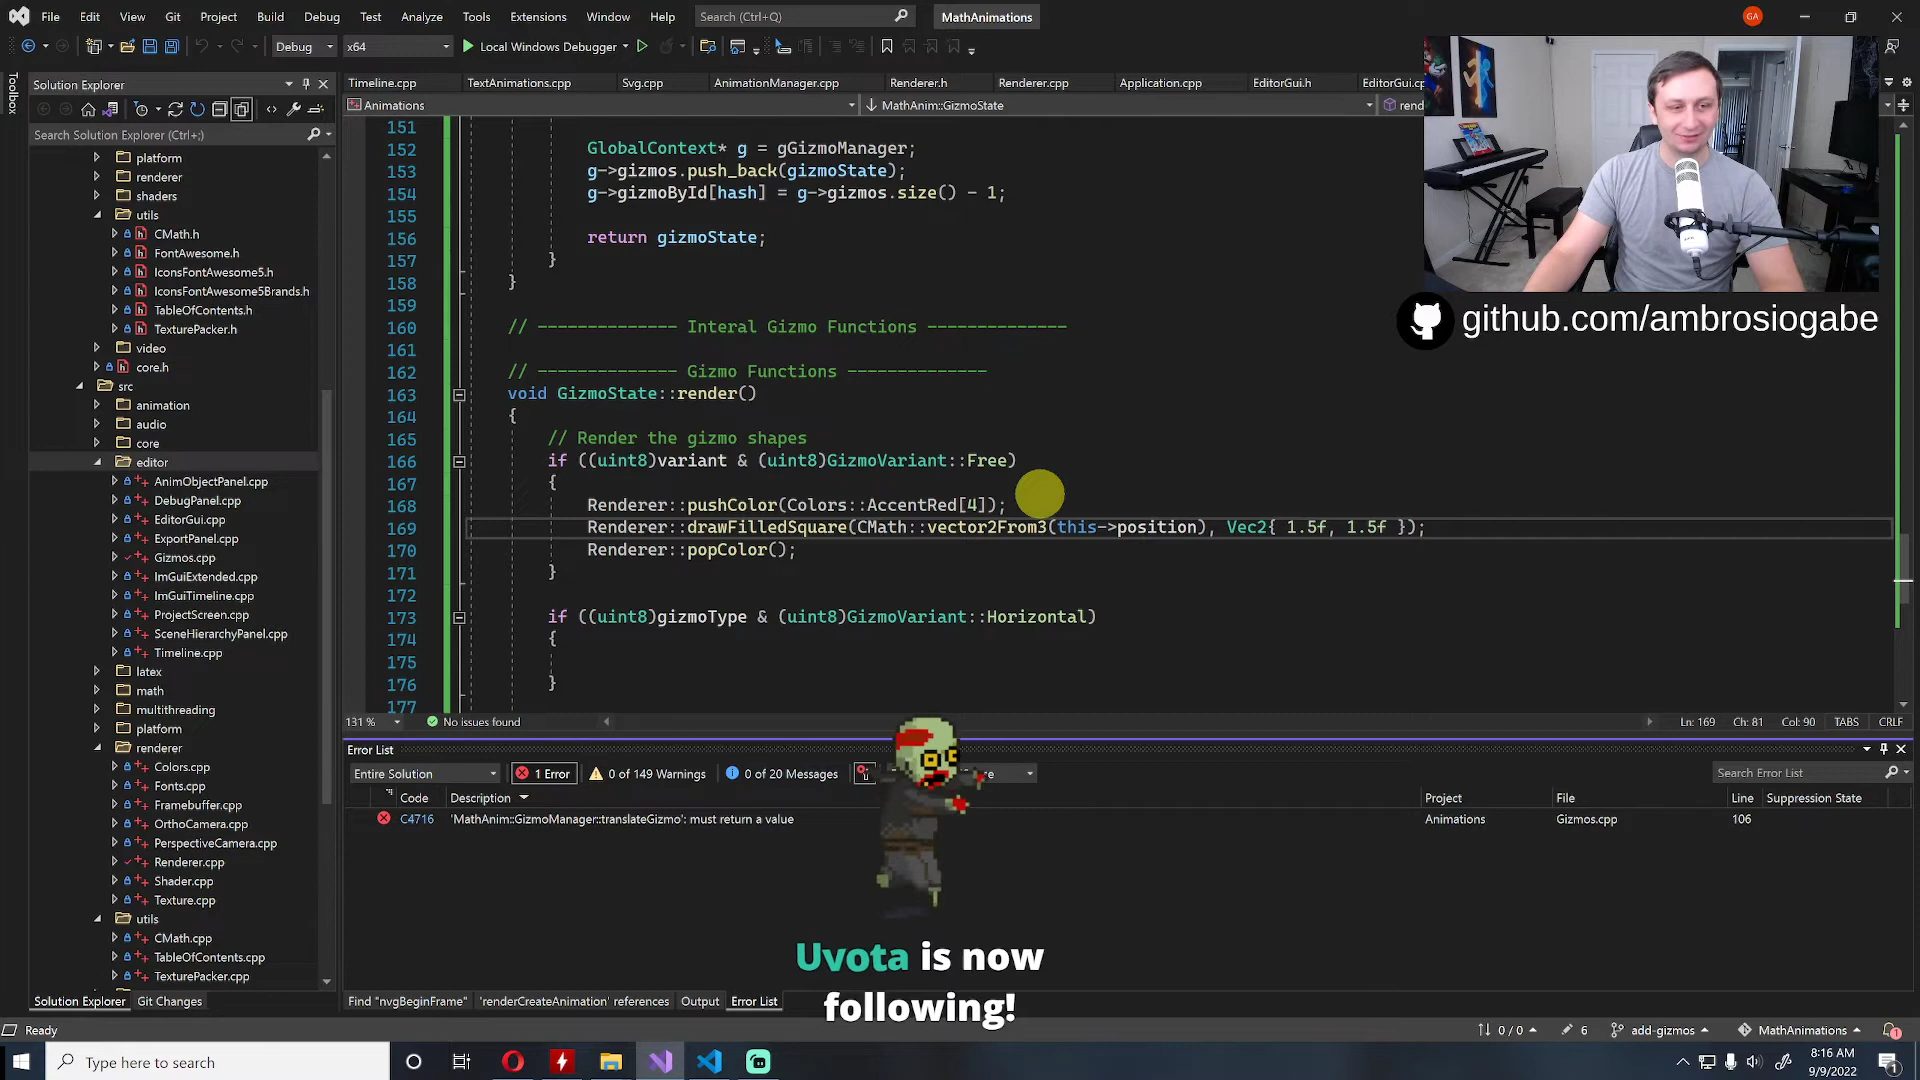 File Edit View Git Project Build Debug Test Analyze Tools Extensions Window Help Search (Ctrl+Q) MathAnimations GA
Debug x64 Local Windows Debugger
Toolbox
Solution Explorer
Search Solution Explorer (Ctrl+;)
platform
renderer
shaders
utils
CMath.h
FontAwesome.h
IconsFontAwesome5.h
IconsFontAwesome5Brands.h
TableOfContents.h
TexturePacker.h
video
core.h
src
animation
audio
core
editor
AnimObjectPanel.cpp
DebugPanel.cpp
EditorGui.cpp
ExportPanel.cpp
Gizmos.cpp
ImGuiExtended.cpp
ImGuiTimeline.cpp
ProjectScreen.cpp
SceneHierarchyPanel.cpp
Timeline.cpp
latex
math
multithreading
platform
renderer
Colors.cpp
Fonts.cpp
Framebuffer.cpp
OrthoCamera.cpp
PerspectiveCamera.cpp
Renderer.cpp
Shader.cpp
Texture.cpp
utils
CMath.cpp
TableOfContents.cpp
TexturePacker.cpp
Solution Explorer Git Changes
Timeline.cpp TextAnimations.cpp Svg.cpp AnimationManager.cpp Renderer.h Renderer.cpp Application.cpp EditorGui.h EditorGui.cp
Animations MathAnim::GizmoState rend
151
152 GlobalContext* g = gGizmoManager;
153 g->gizmos.push_back(gizmoState);
154 g->gizmoById[hash] = g->gizmos.size() - 1;
155
156 return gizmoState;
157 }
158 }
159
160 // -------------- Interal Gizmo Functions --------------
161
162 // -------------- Gizmo Functions --------------
163 void GizmoState::render()
164 {
165 // Render the gizmo shapes
166 if ((uint8)variant & (uint8)GizmoVariant::Free)
167 {
168 Renderer::pushColor(Colors::AccentRed[4]);
169 Renderer::drawFilledSquare(CMath::vector2From3(this->position), Vec2{ 1.5f, 1.5f });
170 Renderer::popColor();
171 }
172
173 if ((uint8)gizmoType & (uint8)GizmoVariant::Horizontal)
174 {
175
176 }
177
131 % No issues found Ln: 169 Ch: 81 Col: 90 TABS CRLF
github.com/ambrosiogabe
Error List
Entire Solution 1 Error 0 of 149 Warnings 0 of 20 Messages Search Error List
Code Description Project File Line Suppression State
C4716 'MathAnim::GizmoManager::translateGizmo': must return a value Animations Gizmos.cpp 106
Uvota is now
following!
Find "nvgBeginFrame" 'renderCreateAnimation' references Output Error List
Ready 0 / 0 6 add-gizmos MathAnimations 1
Type here to search 8:16 AM
9/9/2022 1